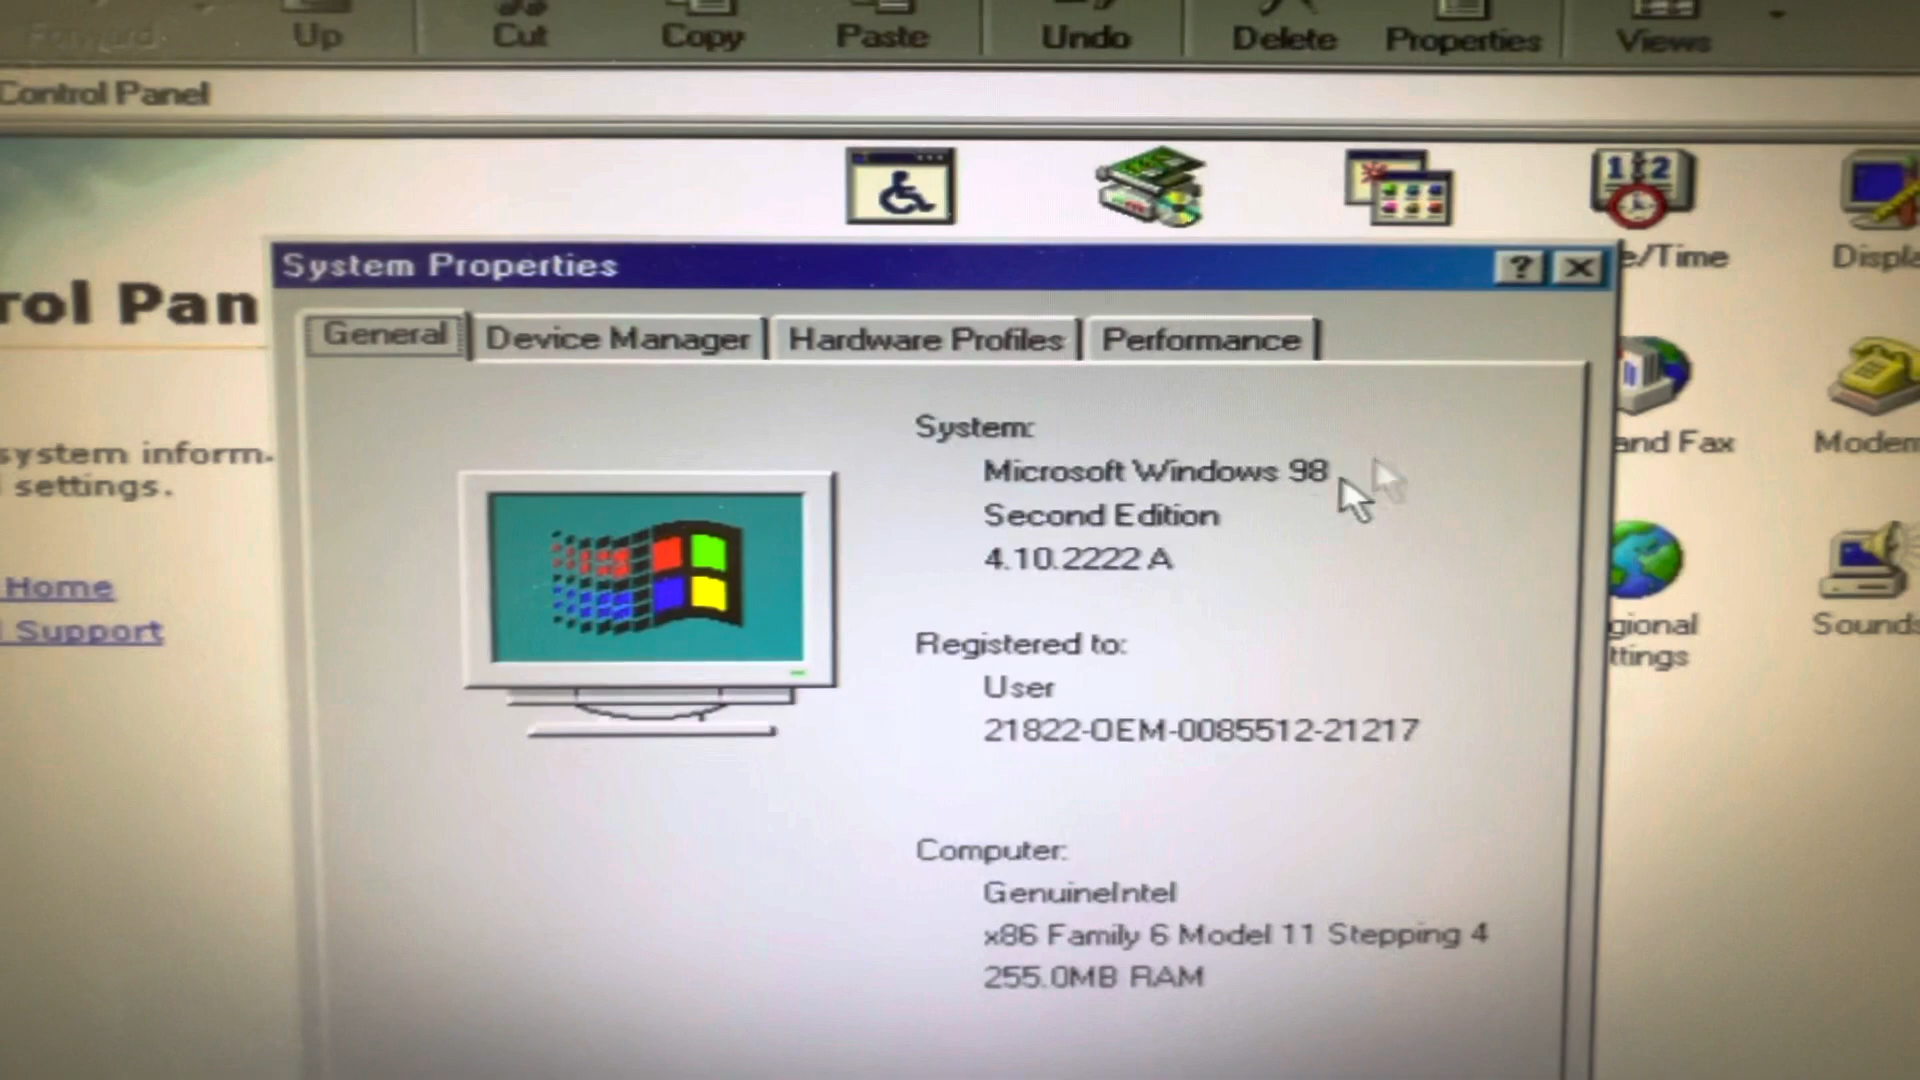 Forward
Up
Cut
Copy
Paste
Undo
Delete
Properties
Views
Control Panel
12
System Properties
?
e/Time
Displa
rol Pan
General
Device Manager
Hardware Profiles
Performance
System:
Microsoft Windows 98
Second Edition
4.10.2222 A
and Fax
Modem
system inform
settings.
Home
Support
gional
ttings
Sounds
Registered to:
User
21822-OEM-0085512-21217
Computer:
GenuineIntel
x86 Family 6 Model 11 Stepping 4
255.0MB RAM